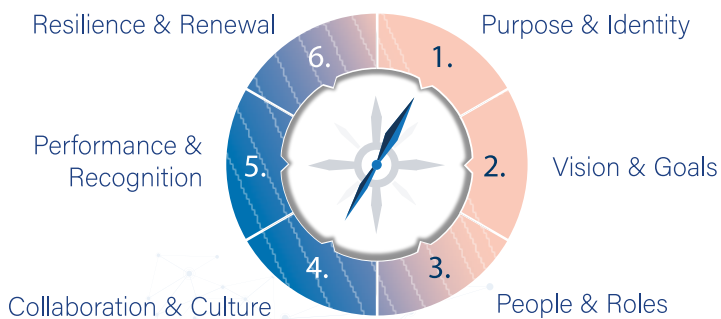 Resilience & Renewal
Purpose & Identity
6.
1.
Performance &
Recognition
5.
2.
Vision & Goals
4.
3.
Collaboration & Culture
People & Roles